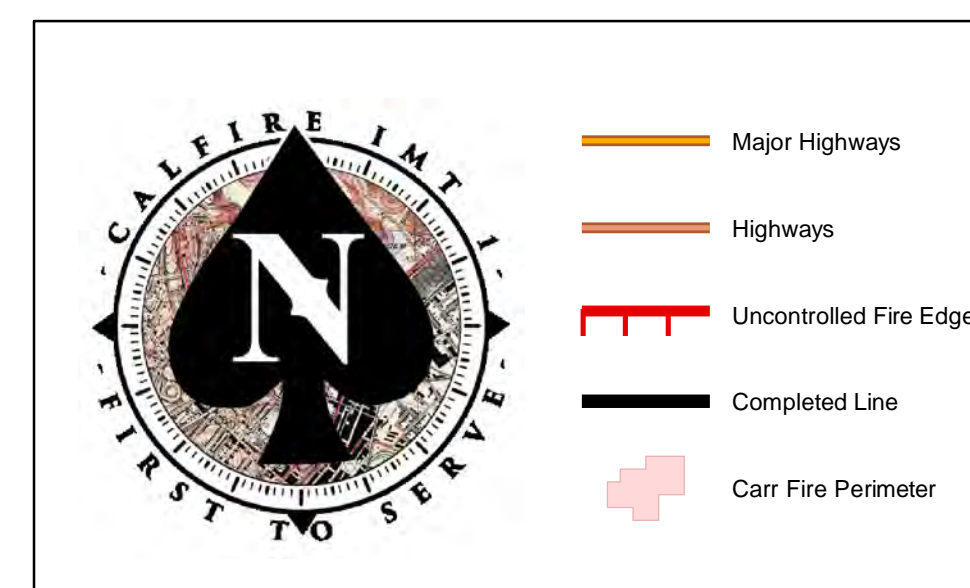 CALFIRE IMT 1
N
FIRST TO SERVE
Major Highways
Highways
Uncontrolled Fire Edge
Completed Line
Carr Fire Perimeter